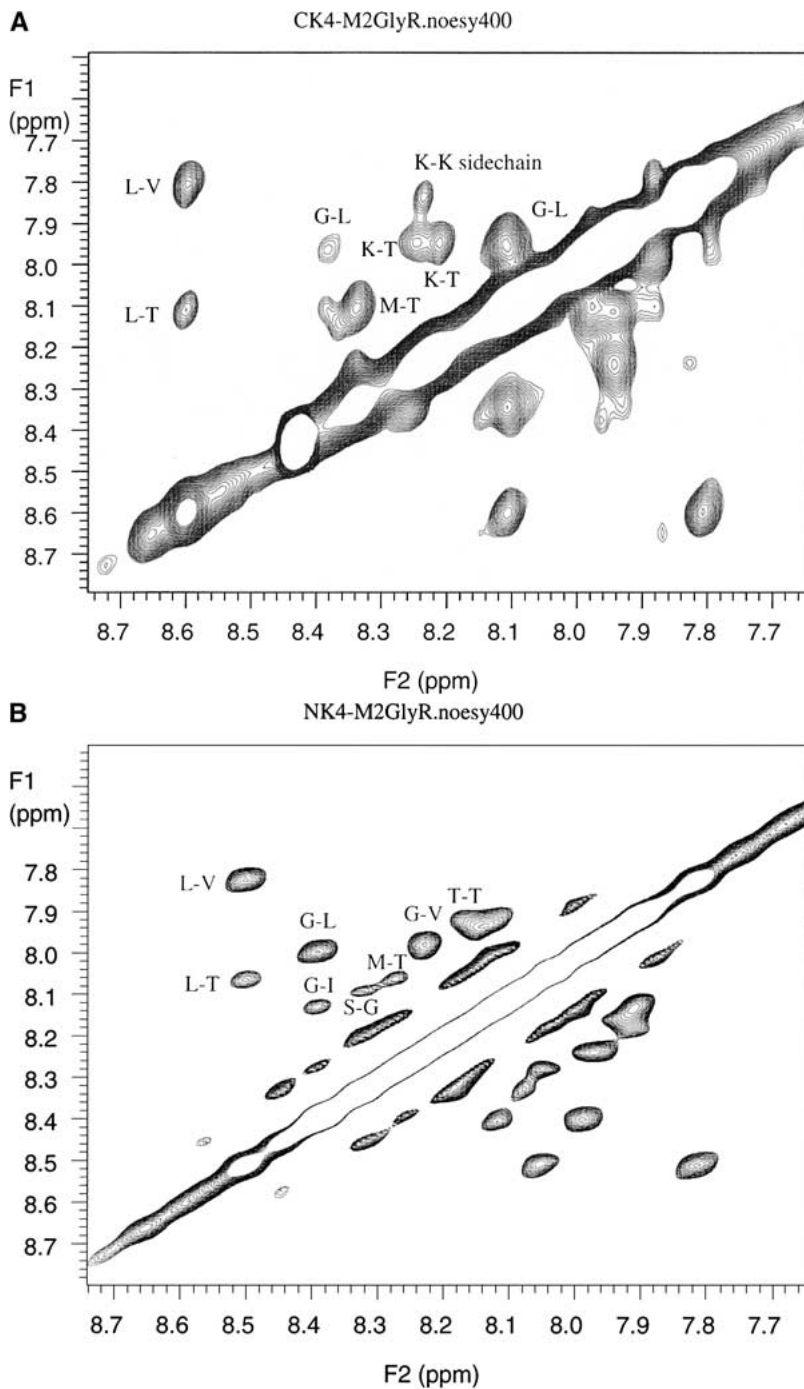 A
CK4-M2GlyR.noesy400
F1
(ppm)
7.7
7.8
7.9
8.0
8.1
8.2
8.3
8.4
8.5
8.6
8.7
L-V
K-K sidechain
G-L
G-L
K-T
K-T
L-T
M-T
8.7 8.6 8.5 8.4 8.3 8.2 8.1 8.0 7.9 7.8 7.7
F2 (ppm)
B
NK4-M2GlyR.noesy400
F1
(ppm)
7.8
7.9
8.0
8.1
8.2
8.3
8.4
8.5
8.6
8.7
L-V
T-T
G-V
G-L
M-T
L-T
G-I
S-G
8.7 8.6 8.5 8.4 8.3 8.2 8.1 8.0 7.9 7.8 7.7
F2 (ppm)